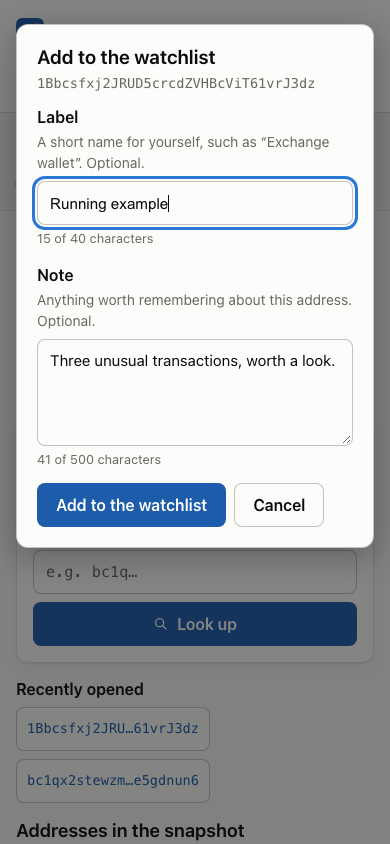 Add to the watchlist
1Bbcsfxj2JRUD5crcdZVHBcViT61vrJ3dz
Label
A short name for yourself, such as “Exchange
wallet”. Optional.
Running example
15 of 40 characters
Note
Anything worth remembering about this address.
Optional.
Three unusual transactions, worth a look.
41 of 500 characters
Add to the watchlist Cancel
e.g. bc1q…
Look up
Recently opened
1Bbcsfxj2JRU…61vrJ3dz
bc1qx2stewzm…e5gdnun6
Addresses in the snapshot